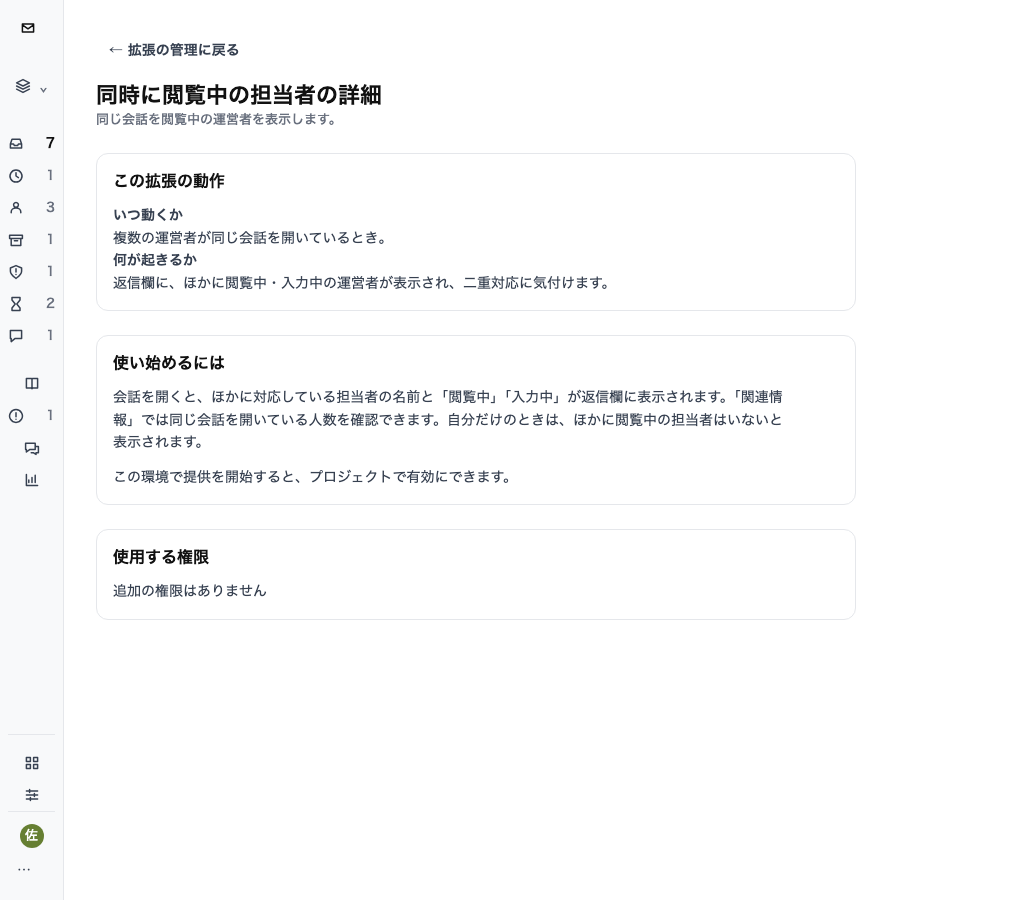 ← 拡張の管理に戻る
同時に閲覧中の担当者の詳細
同じ会話を閲覧中の運営者を表示します。
この拡張の動作
いつ動くか
複数の運営者が同じ会話を開いているとき。
何が起きるか
返信欄に、ほかに閲覧中・入力中の運営者が表示され、二重対応に気付けます。
使い始めるには
会話を開くと、ほかに対応している担当者の名前と「閲覧中」「入力中」が返信欄に表示されます。「関連情
報」では同じ会話を開いている人数を確認できます。自分だけのときは、ほかに閲覧中の担当者はいないと
表示されます。
この環境で提供を開始すると、プロジェクトで有効にできます。
使用する権限
追加の権限はありません
7
1
3
1
1
2
1
1
佐
…